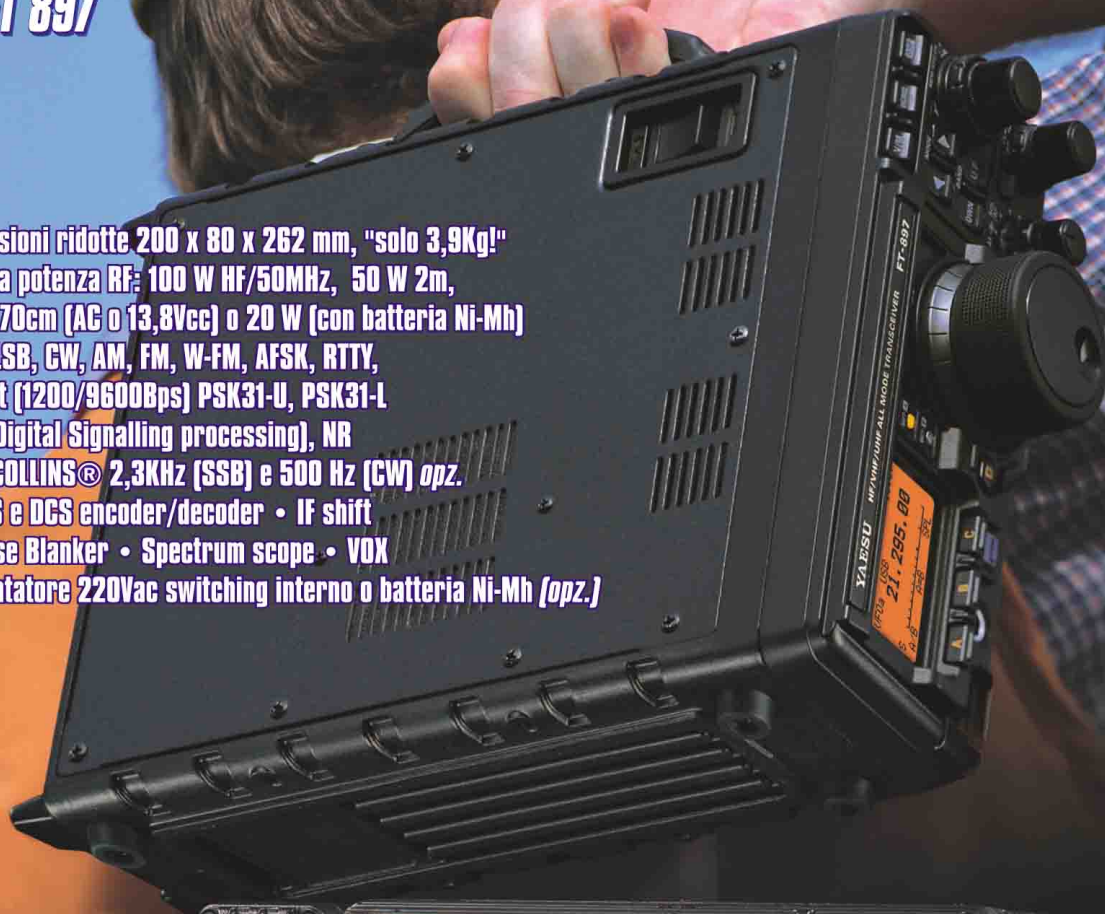 T 897
sioni ridotte 200 x 80 x 262 mm, "solo 3,9Kg!"
a potenza RF: 100 W HF/50MHz, 50 W 2m,
70cm (AC o 13,8Vcc) o 20 W (con batteria Ni-Mh)
LSB, CW, AM, FM, W-FM, AFSK, RTTY,
t (1200/9600Bps) PSK31-U, PSK31-L
Digital Signalling processing), NR
COLLINS® 2,3KHz (SSB) e 500 Hz (CW) opz.
S e DCS encoder/decoder • IF shift
se Blanker • Spectrum scope • VOX
ntatore 220Vac switching interno o batteria Ni-Mh (opz.)
YAESU HF/VHF/UHF ALL MODE TRANSCEIVER FT-897
VFOa USB
21.295.00
A/B
SPL
C
B
A